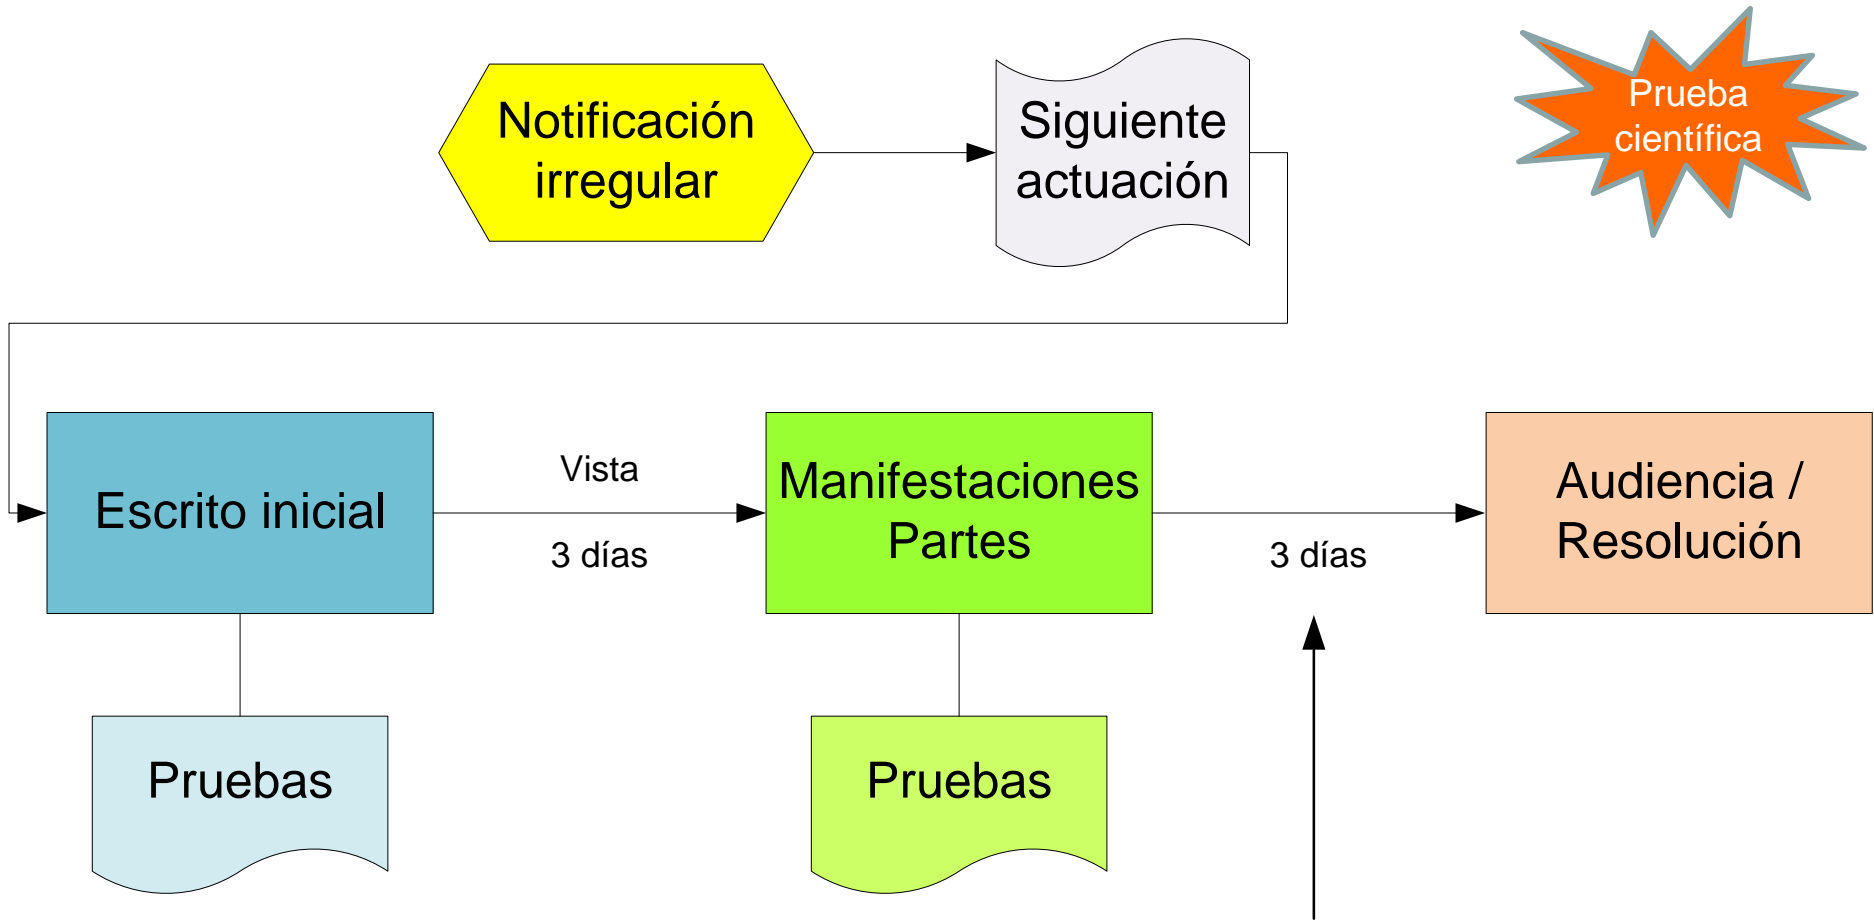 Notificación
irregular
Siguiente
actuación
Prueba
científica
Escrito inicial
Vista
3 días
Manifestaciones
Partes
3 días
Audiencia /
Resolución
Pruebas
Pruebas